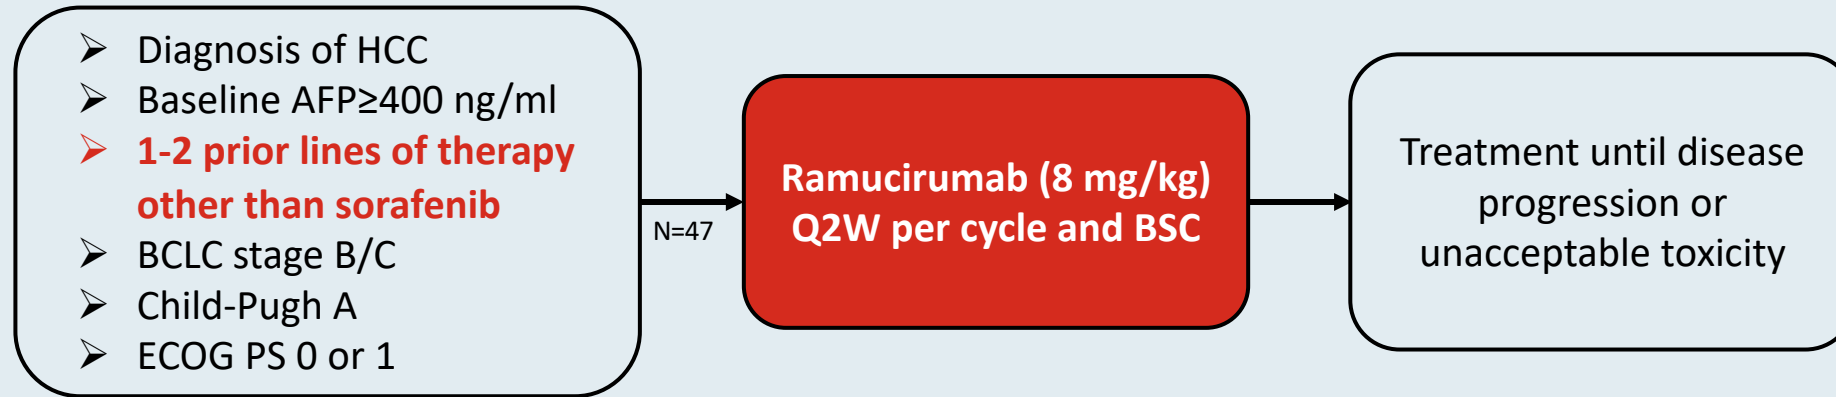 ➢ Diagnosis of HCC
➢ Baseline AFP≥400 ng/ml
➢ 1-2 prior lines of therapy
other than sorafenib
➢ BCLC stage B/C
➢ Child-Pugh A
➢ ECOG PS 0 or 1
N=47
Ramucirumab (8 mg/kg)
Q2W per cycle and BSC
Treatment until disease
progression or
unacceptable toxicity